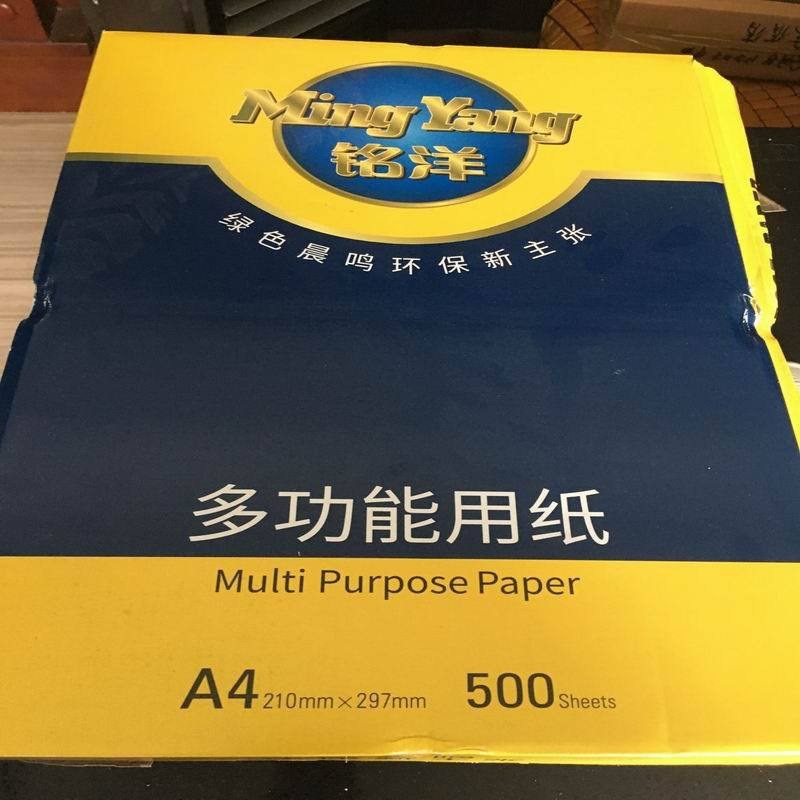 Ming Yang
铭洋
绿色晨鸣环保新主张
多功能用纸
Multi Purpose Paper
A4 210mm×297mm 500 Sheets